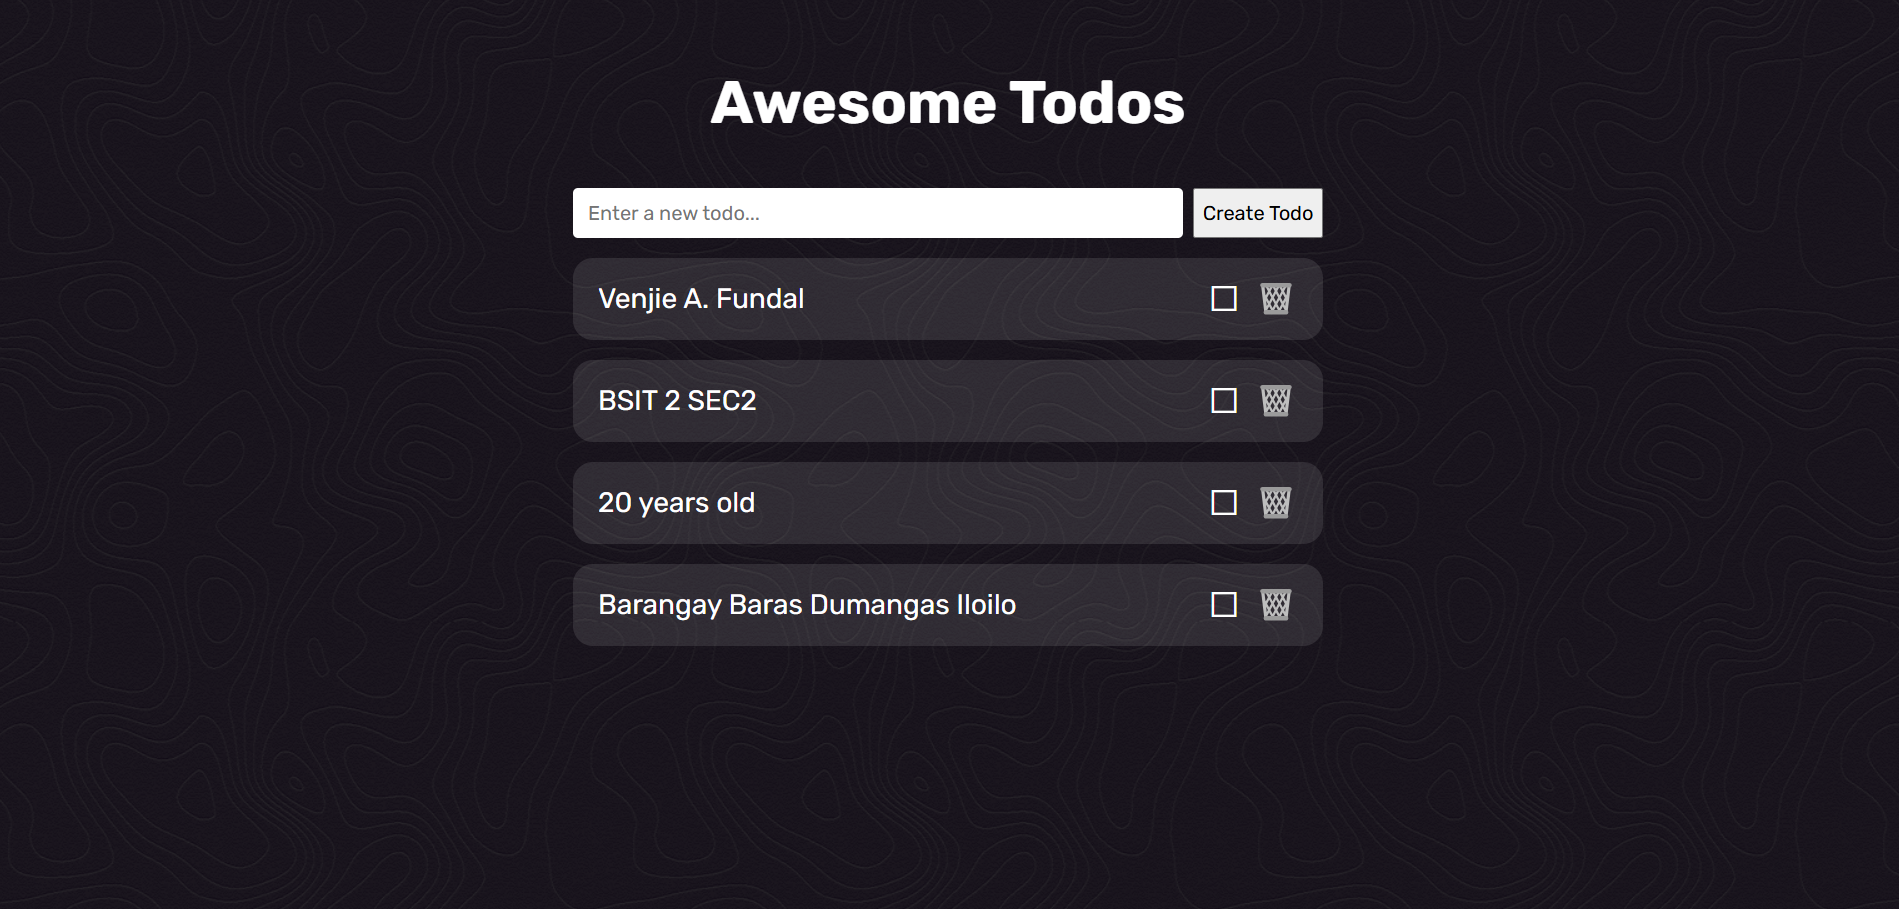 Awesome Todos
Enter a new todo...
Create Todo
Venjie A. Fundal
BSIT 2 SEC2
20 years old
Barangay Baras Dumangas Iloilo